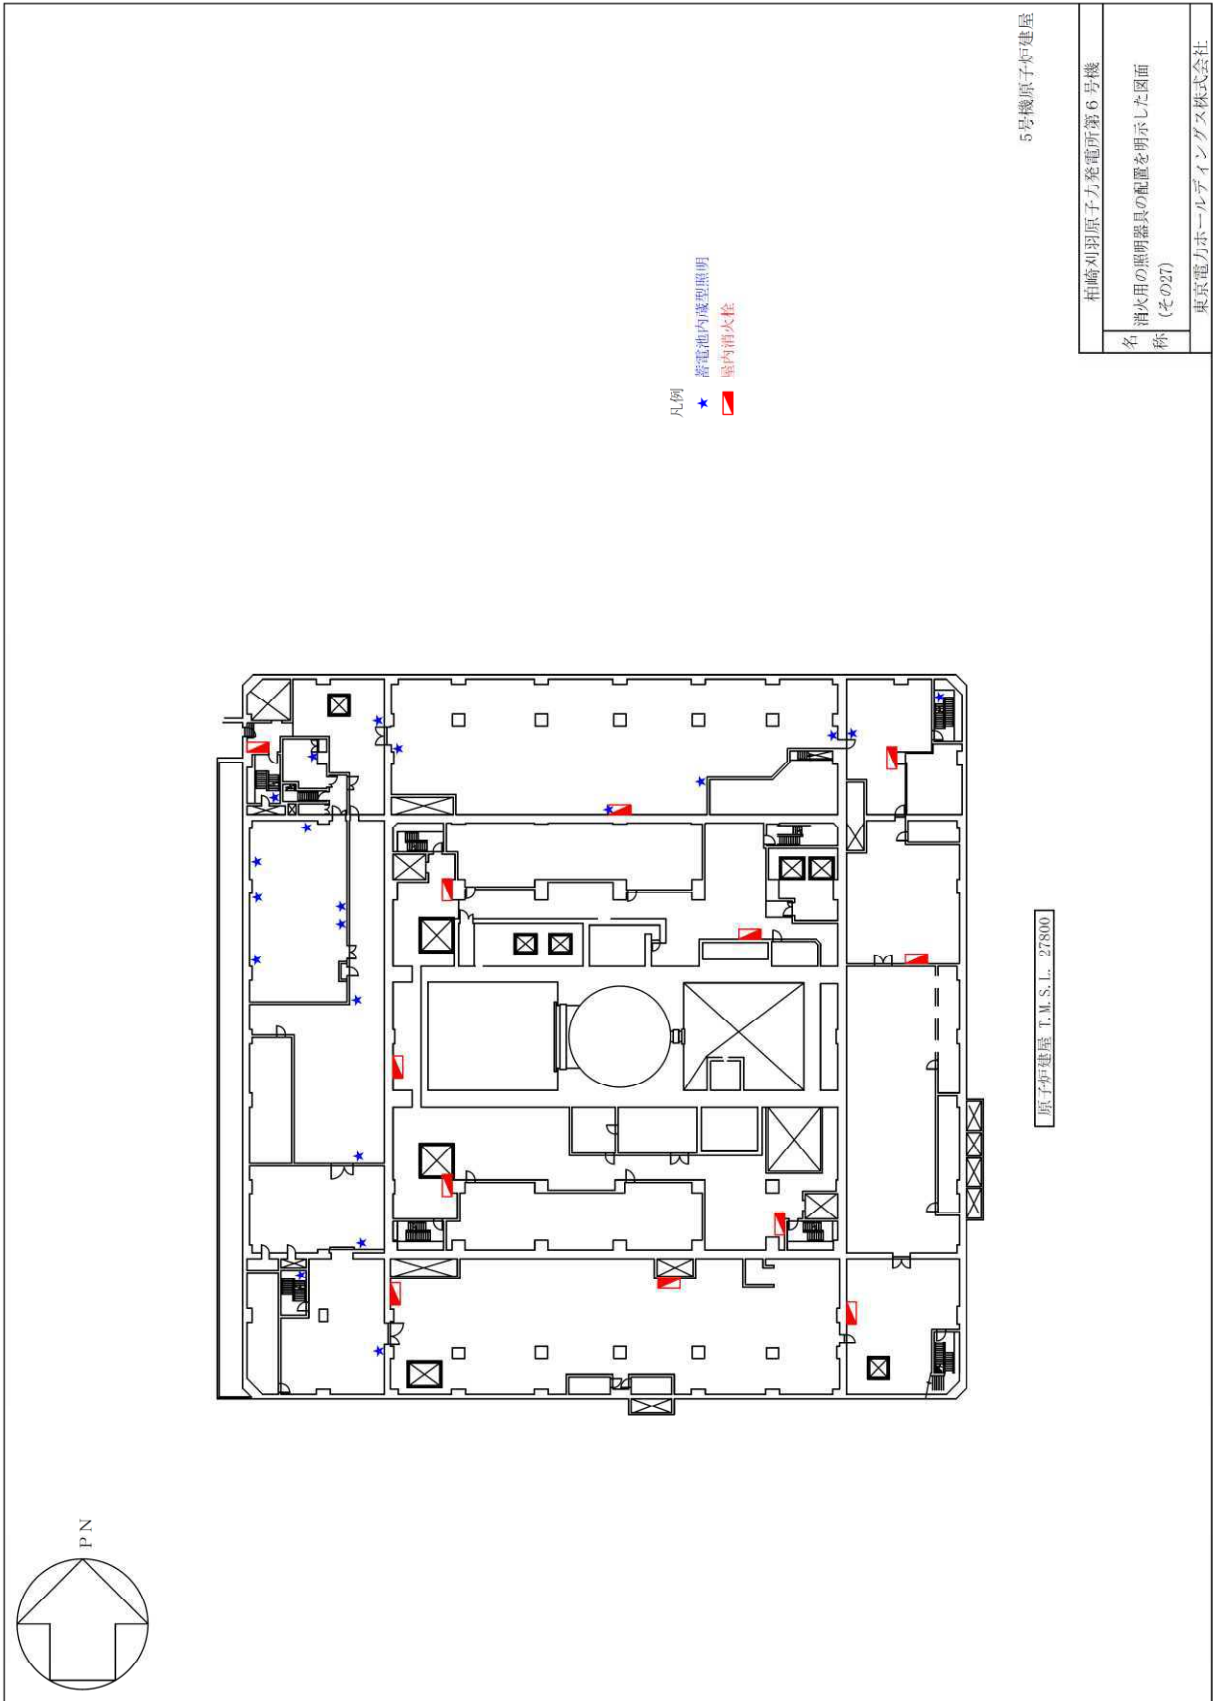 PN
凡例
★ 蓄電池内蔵型照明
屋内消火栓
原子炉建屋 T.M.S.L. 27800
5号機原子炉建屋
柏崎刈羽原子力発電所第6号機
名称
消火用の照明器具の配置を明示した図面
(その27)
東京電力ホールディングス株式会社